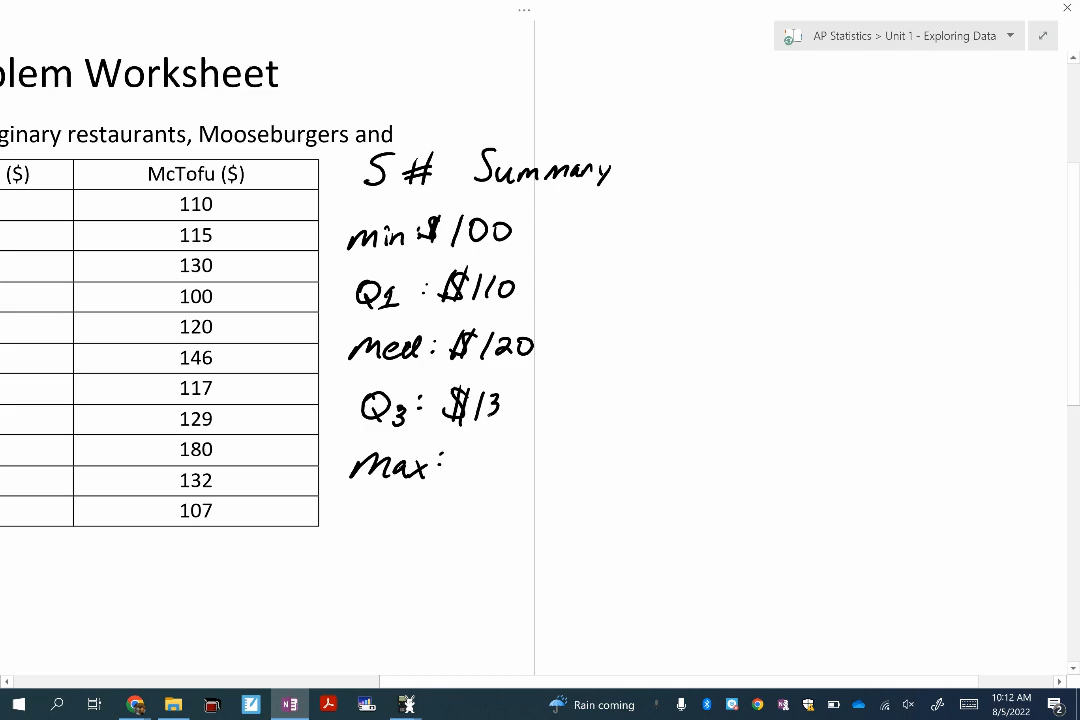 AP Statistics > Unit 1 - Exploring Data
blem Worksheet
ginary restaurants, Mooseburgers and
($) McTofu ($)
110
115
130
100
120
146
117
129
180
132
107
5 # Summary
min: $100
Q1: $110
Med: $120
Q3: $13
Max:
Rain coming
10:12 AM
8/5/2022
2